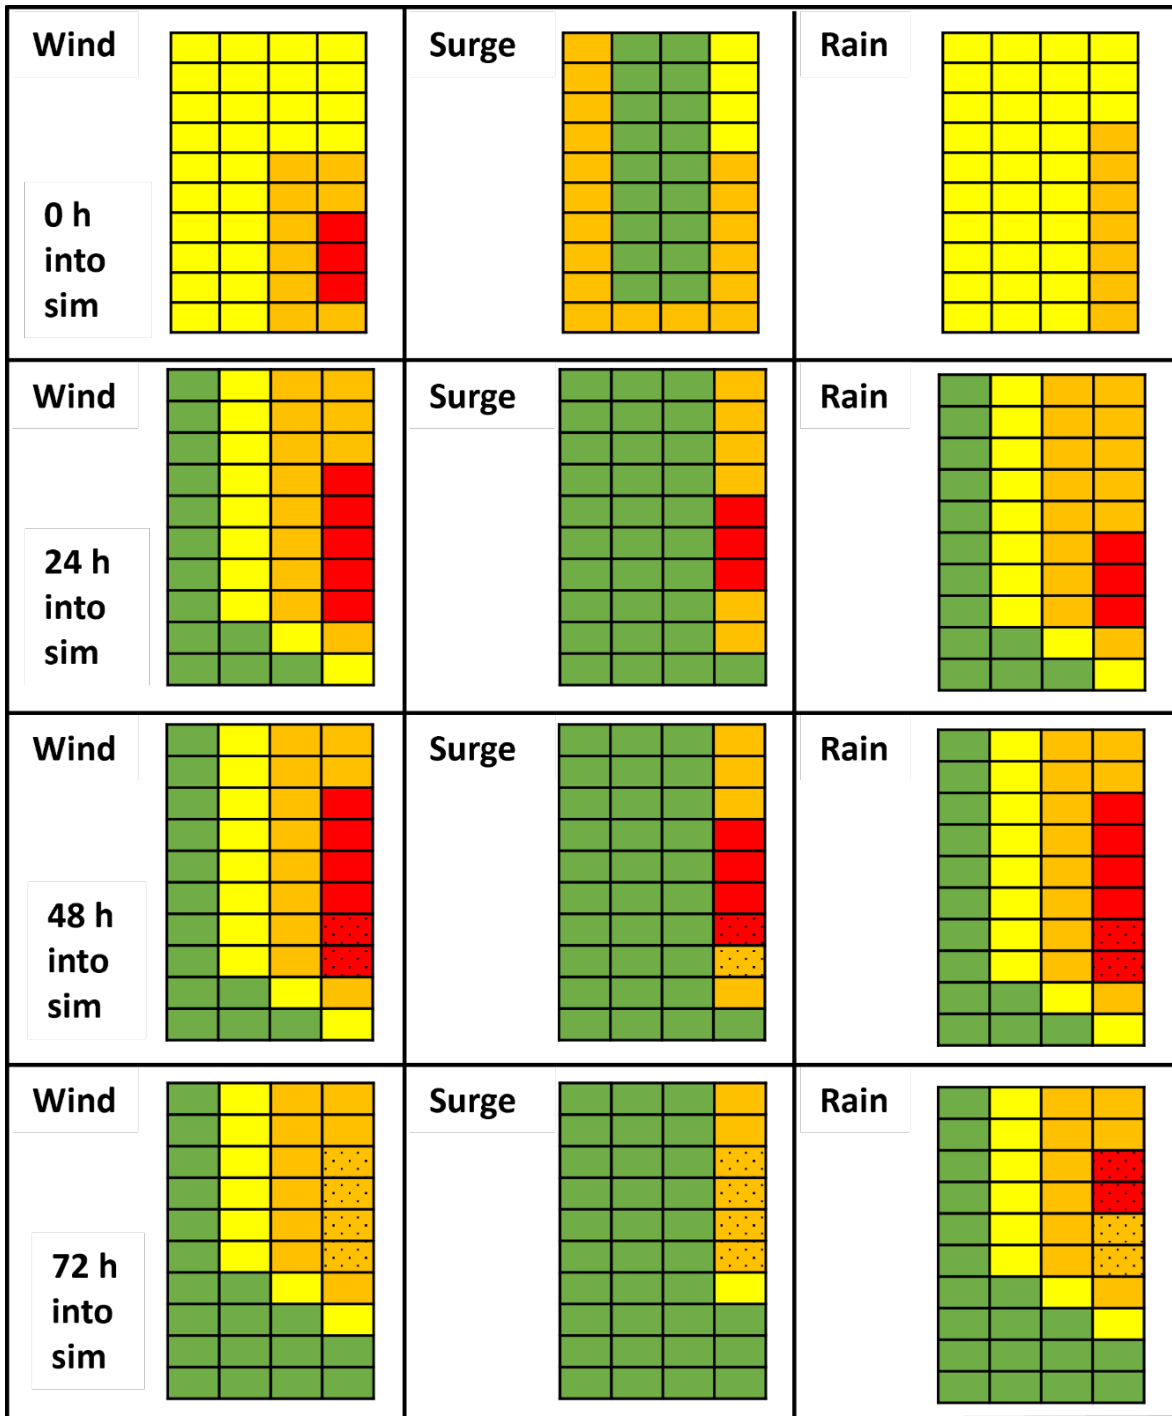 Wind
Surge
Rain
0 h
into
sim
Wind
Surge
Rain
24 h
into
sim
Wind
Surge
Rain
48 h
into
sim
Wind
Surge
Rain
72 h
into
sim